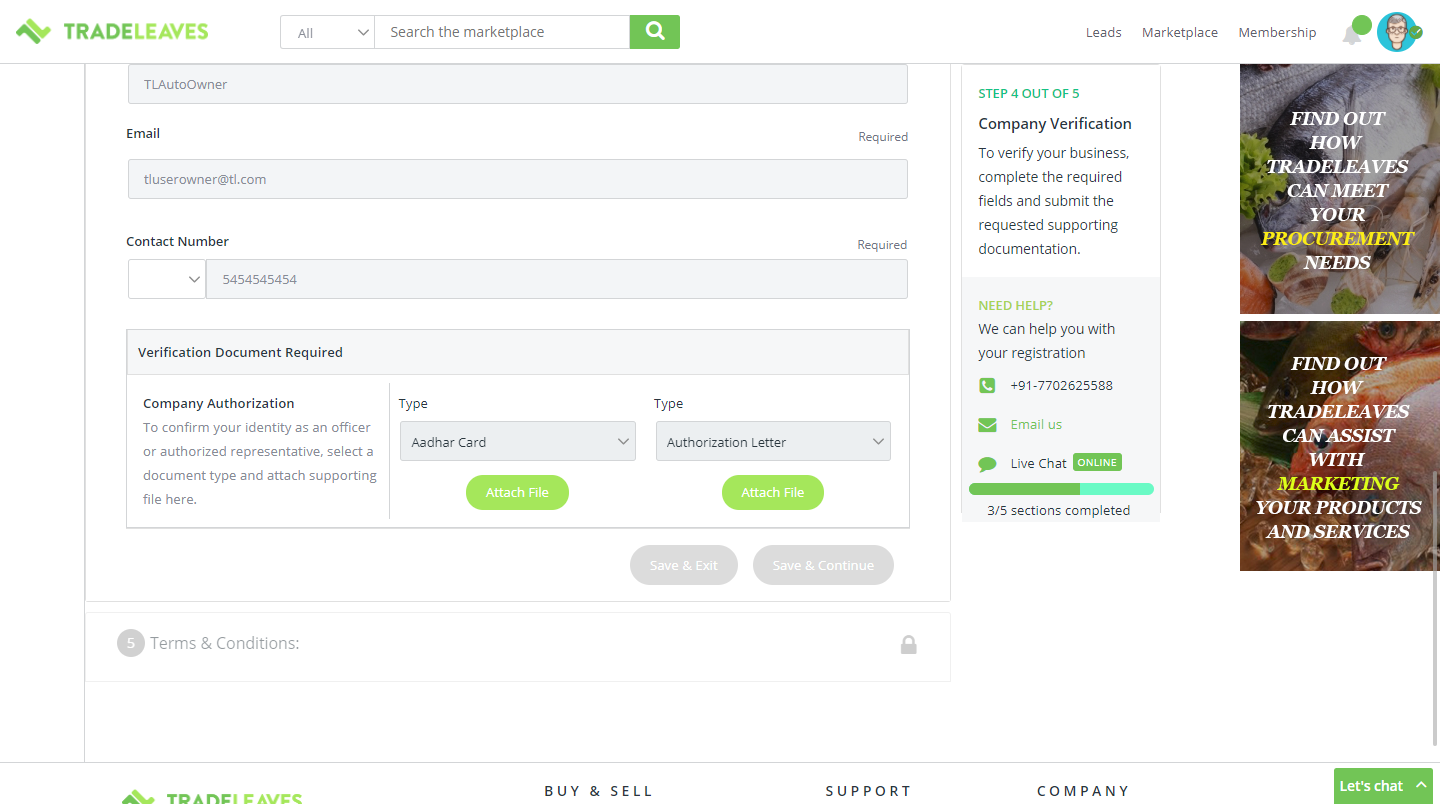 TRADELEAVES
All
Search the marketplace
Leads
Marketplace
Membership
TLAutoOwner
Email
Required
tluserowner@tl.com
Contact Number
Required
5454545454
Verification Document Required
Company Authorization
To confirm your identity as an officer
or authorized representative, select a
document type and attach supporting
file here.
Type
Aadhar Card
Attach File
Type
Authorization Letter
Attach File
Save & Exit
Save & Continue
5 Terms & Conditions:
STEP 4 OUT OF 5
Company Verification
To verify your business,
complete the required
fields and submit the
requested supporting
documentation.
NEED HELP?
We can help you with
your registration
+91-7702625588
Email us
Live Chat ONLINE
3/5 sections completed
FIND OUT
HOW
TRADELEAVES
CAN MEET
YOUR
PROCUREMENT
NEEDS
FIND OUT
HOW
TRADELEAVES
CAN ASSIST
WITH
MARKETING
YOUR PRODUCTS
AND SERVICES
TRADELEAVES
BUY & SELL
SUPPORT
COMPANY
Let's chat